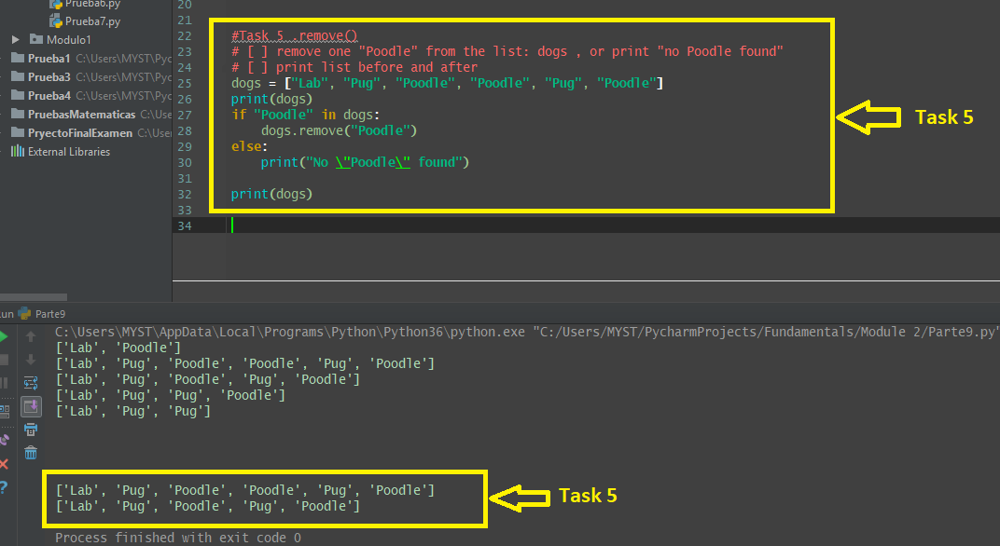 Prueba6.py
Prueba7.py
Modulo1
Prueba1 C:\Users\MYST\Pyc
Prueba3 C:\Users\MYST\Pyc
Prueba4 C:\Users\MYST\Pyc
PruebasMatematicas C:\Use
PryectoFinalExamen C:\User
External Libraries
20
21
22 #Task 5 .remove()
23 # [ ] remove one "Poodle" from the list: dogs , or print "no Poodle found"
24 # [ ] print list before and after
25 dogs = ["Lab", "Pug", "Poodle", "Poodle", "Pug", "Poodle"]
26 print(dogs)
27 if "Poodle" in dogs:
28 dogs.remove("Poodle")
29 else:
30 print("No \"Poodle\" found")
31
32 print(dogs)
33
34
Task 5
un Parte9
C:\Users\MYST\AppData\Local\Programs\Python\Python36\python.exe "C:/Users/MYST/PycharmProjects/Fundamentals/Module 2/Parte9.py"
['Lab', 'Poodle']
['Lab', 'Pug', 'Poodle', 'Poodle', 'Pug', 'Poodle']
['Lab', 'Pug', 'Poodle', 'Pug', 'Poodle']
['Lab', 'Pug', 'Pug', 'Poodle']
['Lab', 'Pug', 'Pug']
['Lab', 'Pug', 'Poodle', 'Poodle', 'Pug', 'Poodle']
['Lab', 'Pug', 'Poodle', 'Pug', 'Poodle']
Task 5
Process finished with exit code 0